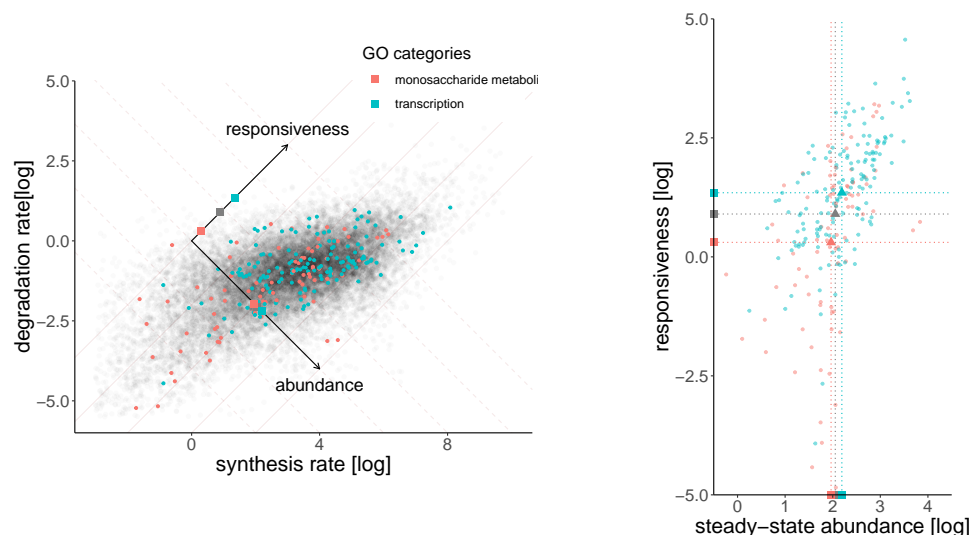 GO categories
monosaccharide metaboli
transcription
5.0
2.5
0.0
−2.5
−5.0
degradation rate[log]
responsiveness
abundance
0
4
8
synthesis rate [log]
5.0
2.5
0.0
−2.5
−5.0
responsiveness [log]
0
1
2
3
4
steady−state abundance [log]